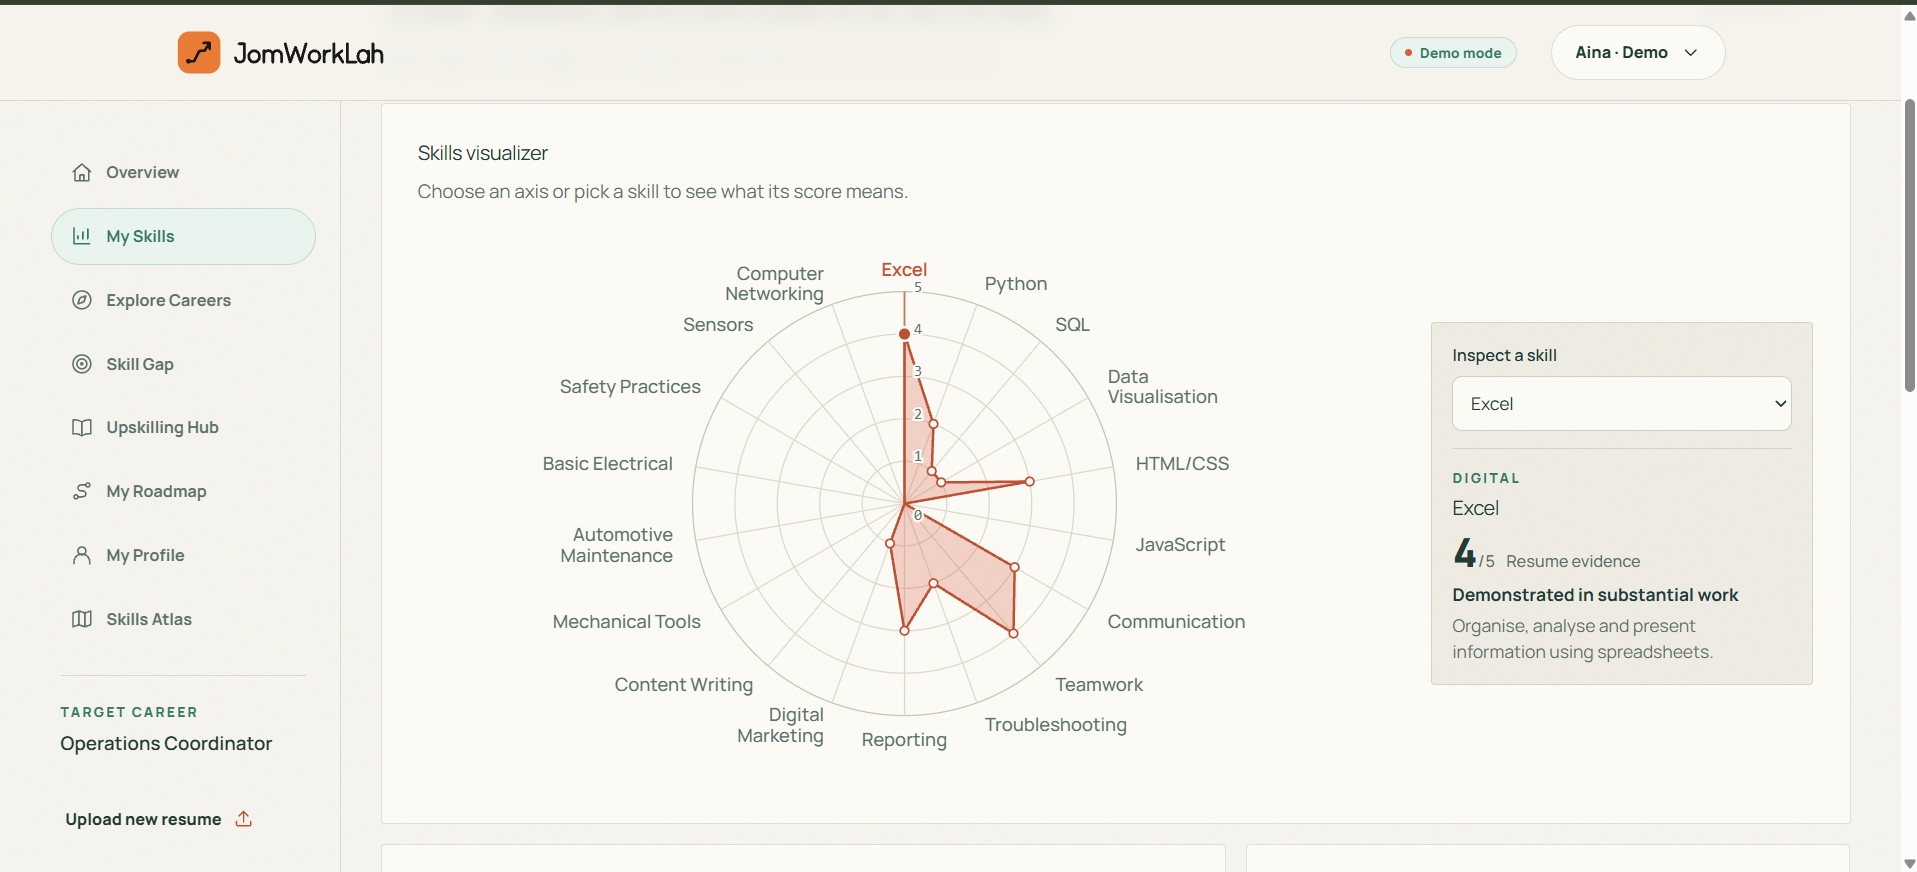 JomWorkLah
Demo mode
Aina · Demo
Overview
My Skills
Explore Careers
Skill Gap
Upskilling Hub
My Roadmap
My Profile
Skills Atlas
TARGET CAREER
Operations Coordinator
Upload new resume
Skills visualizer
Choose an axis or pick a skill to see what its score means.
Excel
Python
SQL
Data
Visualisation
HTML/CSS
JavaScript
Communication
Teamwork
Troubleshooting
Reporting
Digital
Marketing
Content Writing
Mechanical Tools
Automotive
Maintenance
Basic Electrical
Safety Practices
Sensors
Computer
Networking
5
4
3
2
1
0
Inspect a skill
Excel
DIGITAL
Excel
4/5 Resume evidence
Demonstrated in substantial work
Organise, analyse and present
information using spreadsheets.